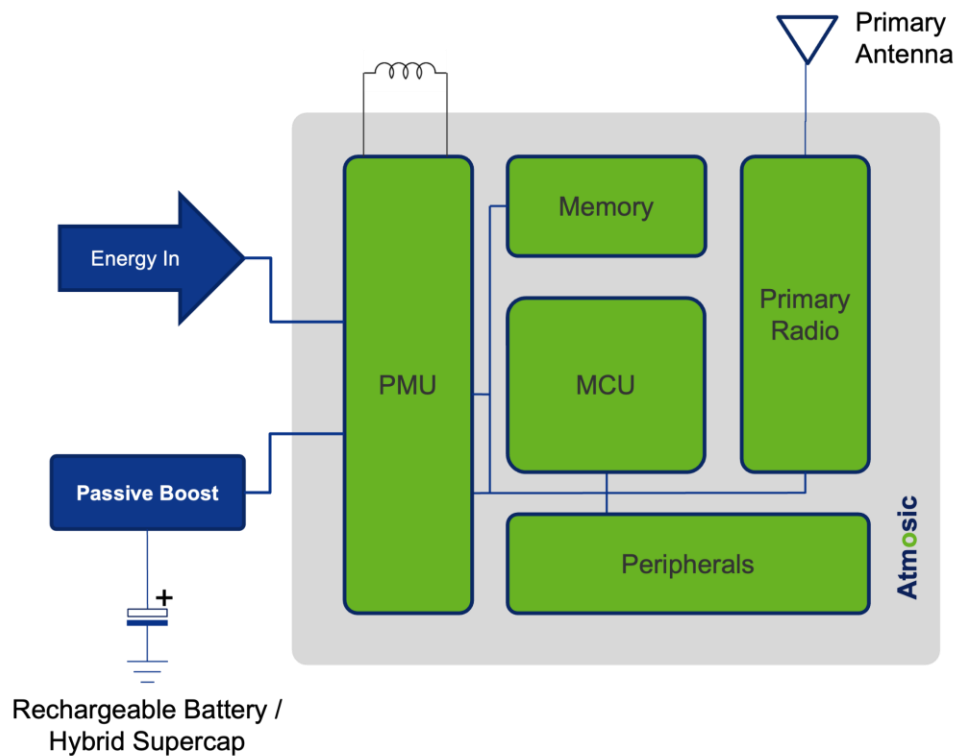 Primary
Antenna
Memory
Energy In
Primary
Radio
PMU
MCU
Passive Boost
Peripherals
Atmosic
+
Rechargeable Battery /
Hybrid Supercap